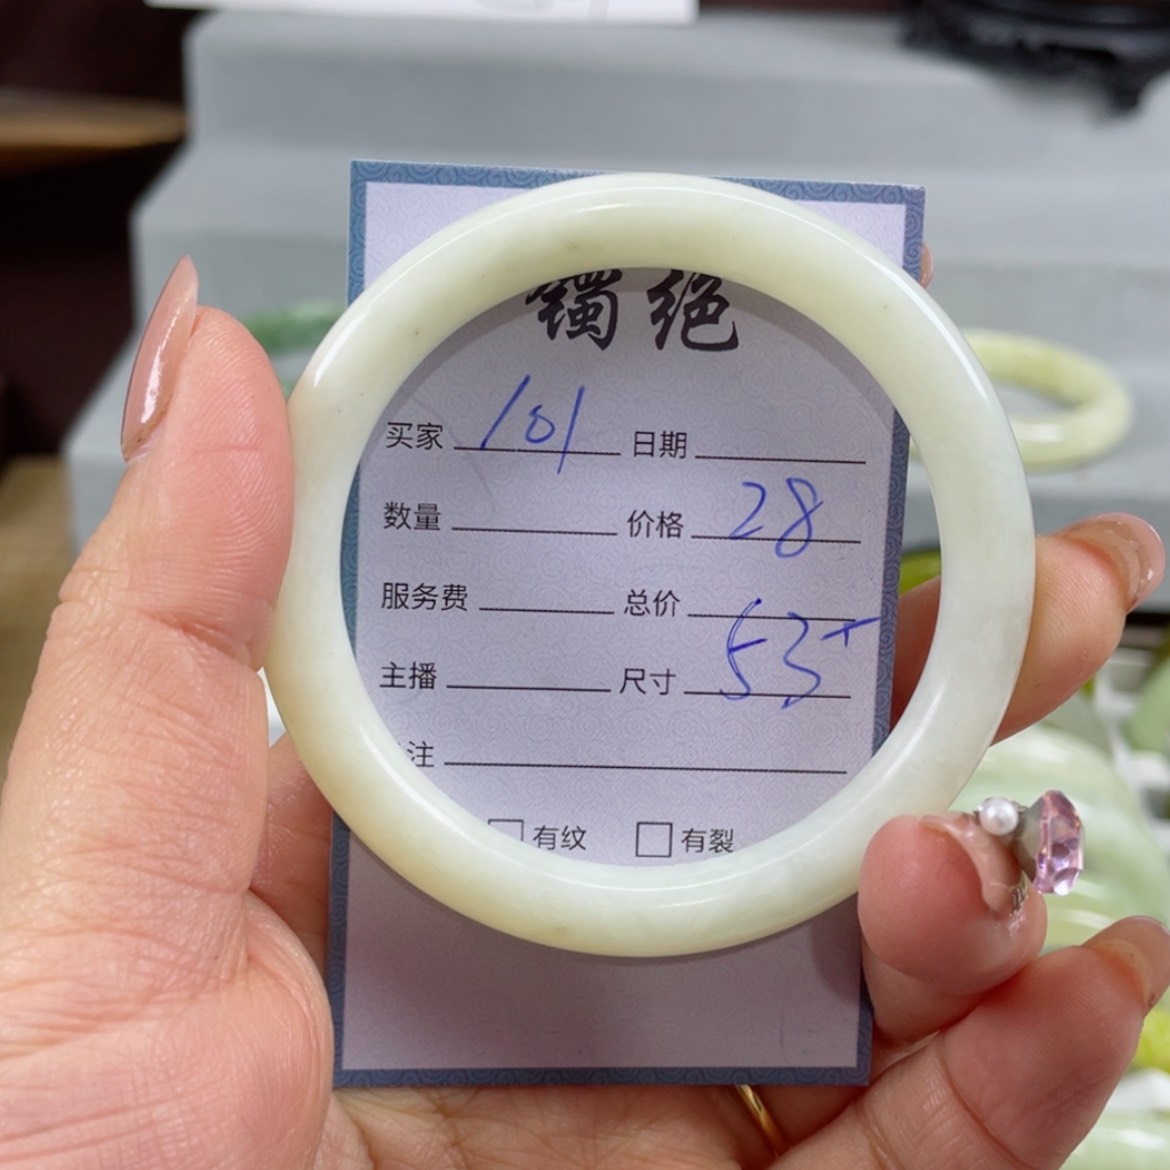 镯绝
买家 101 日期
数量 价格 28
服务费 总价
主播 尺寸 53+
注
有纹 有裂